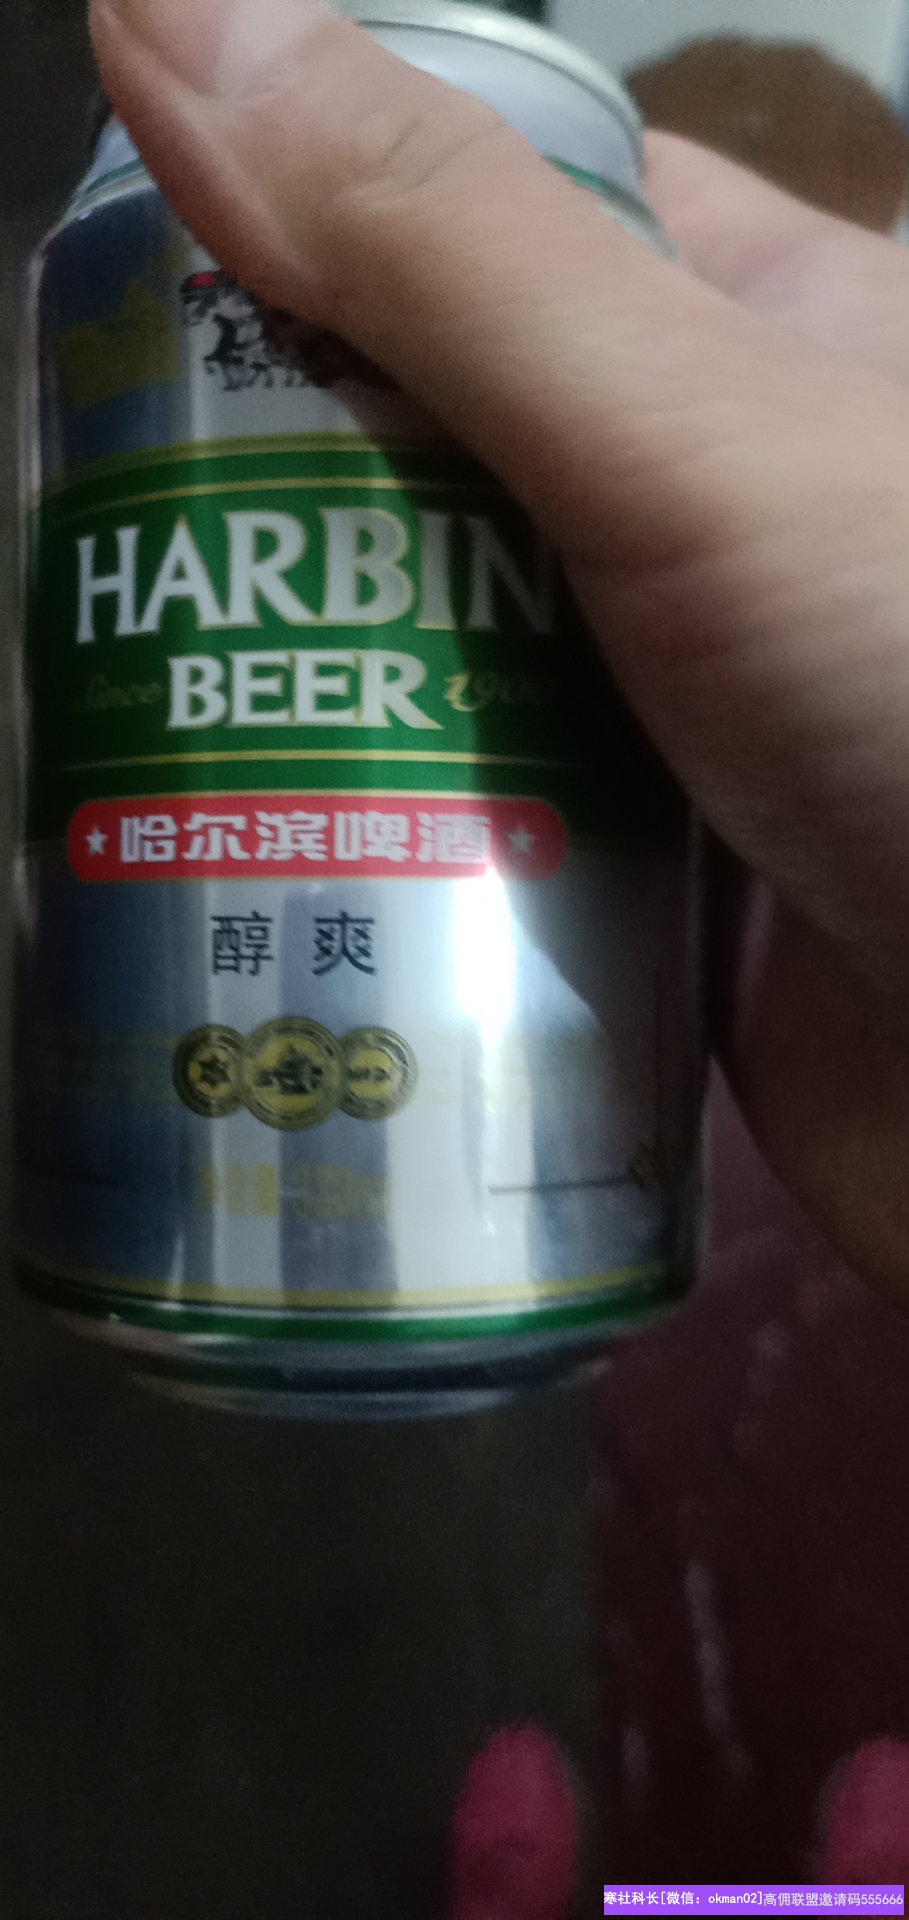 HARBIN
Since BEER 1900
哈尔滨啤酒
醇爽
寒社科长[微信：okman02]高佣联盟邀请码555666